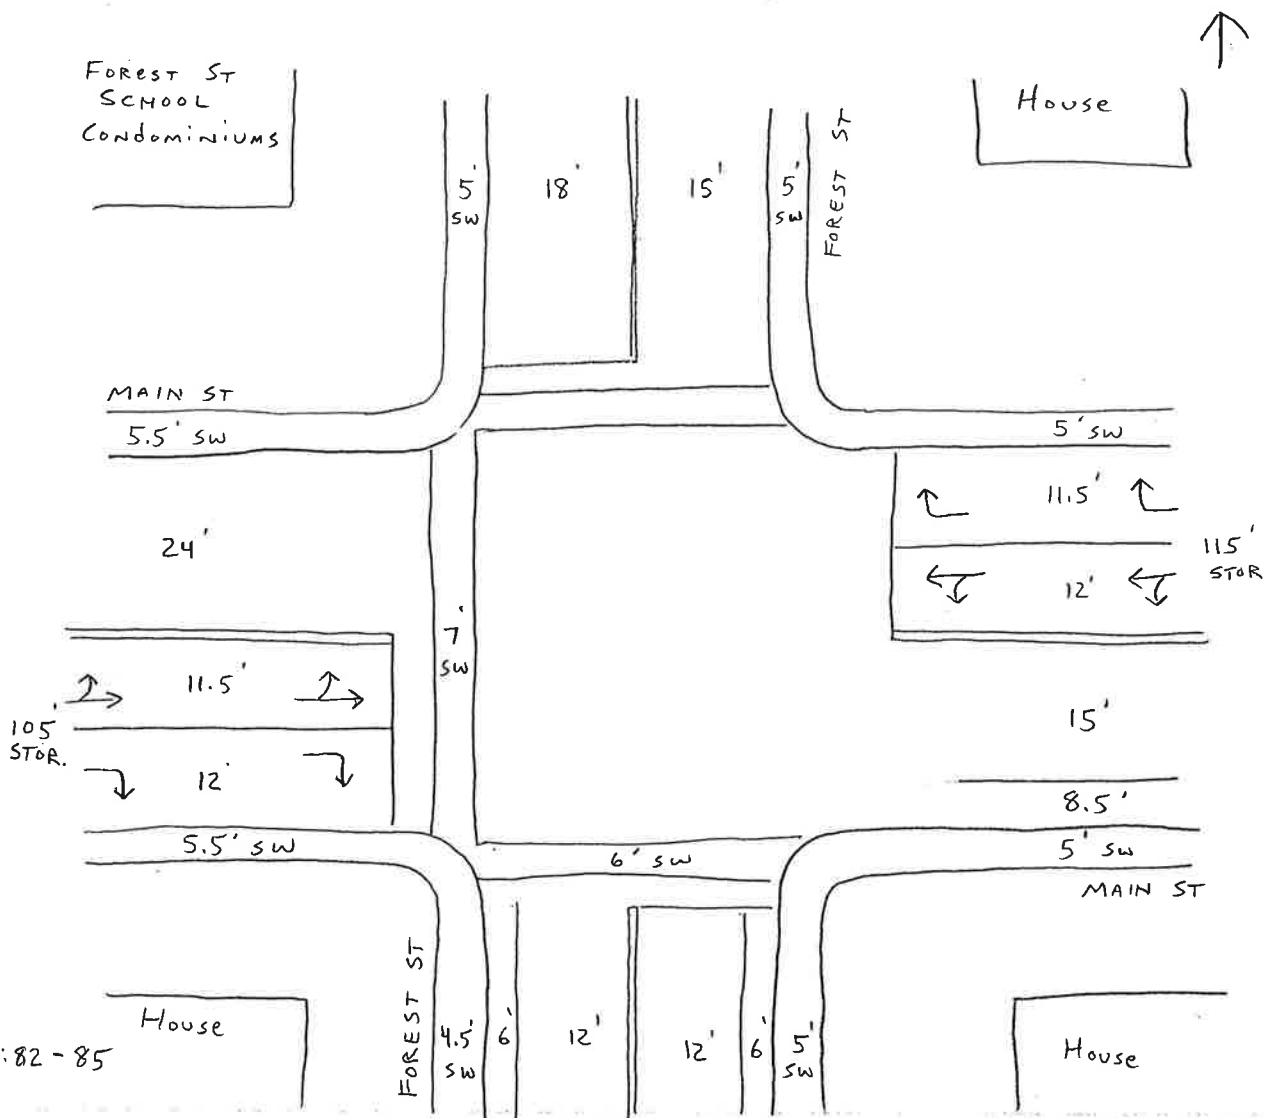 FOREST ST
SCHOOL
CONDOMINIUMS
House
5'
SW
18'
15'
5'
SW
FOREST ST
MAIN ST
5.5' SW
5' SW
24'
11.5'
12'
115'
STOR
7'
SW
11.5'
105'
STOR.
12'
15'
8.5'
5.5' SW
6' SW
5' SW
MAIN ST
FOREST ST
House
4.5'
SW
6'
12'
12'
6'
5'
SW
House
:82-85